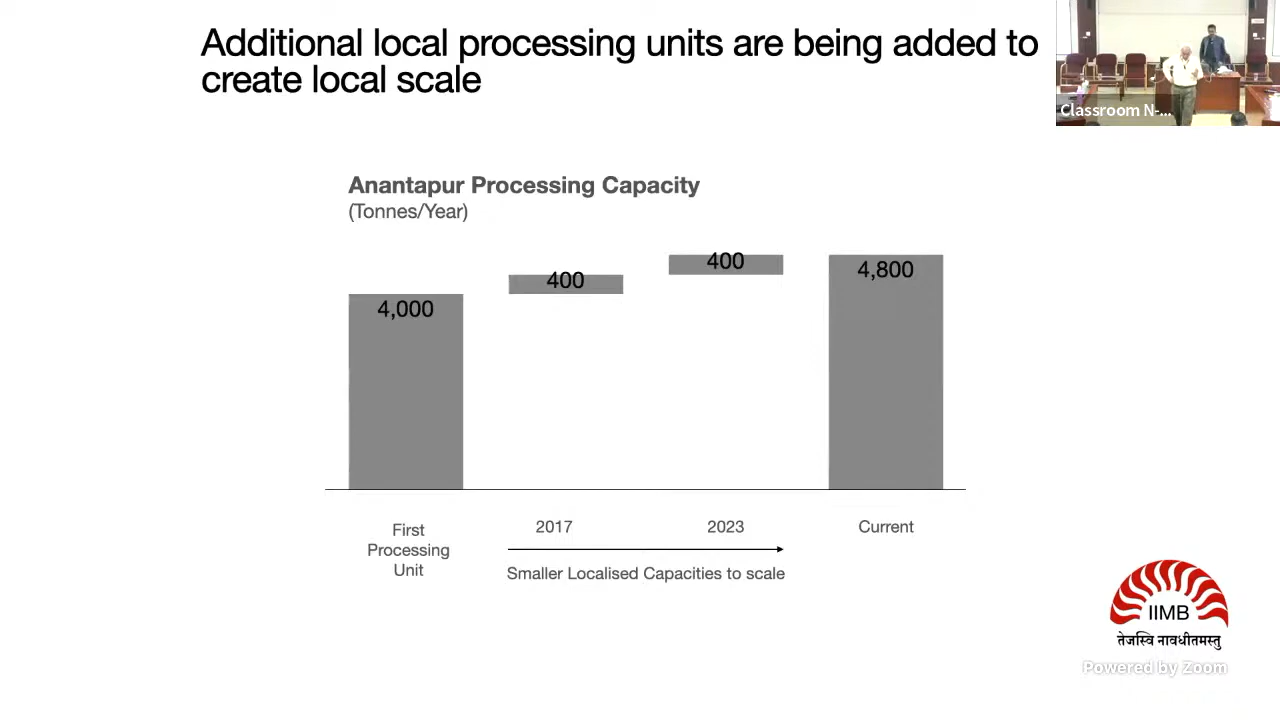 Additional local processing units are being added to
create local scale
Classroom N-...
Anantapur Processing Capacity
(Tonnes/Year)
4,000
400
400
4,800
First
Processing
Unit
2017
2023
Current
Smaller Localised Capacities to scale
IIMB
तेजस्वि नावधीतमस्तु
Powered by Zoom